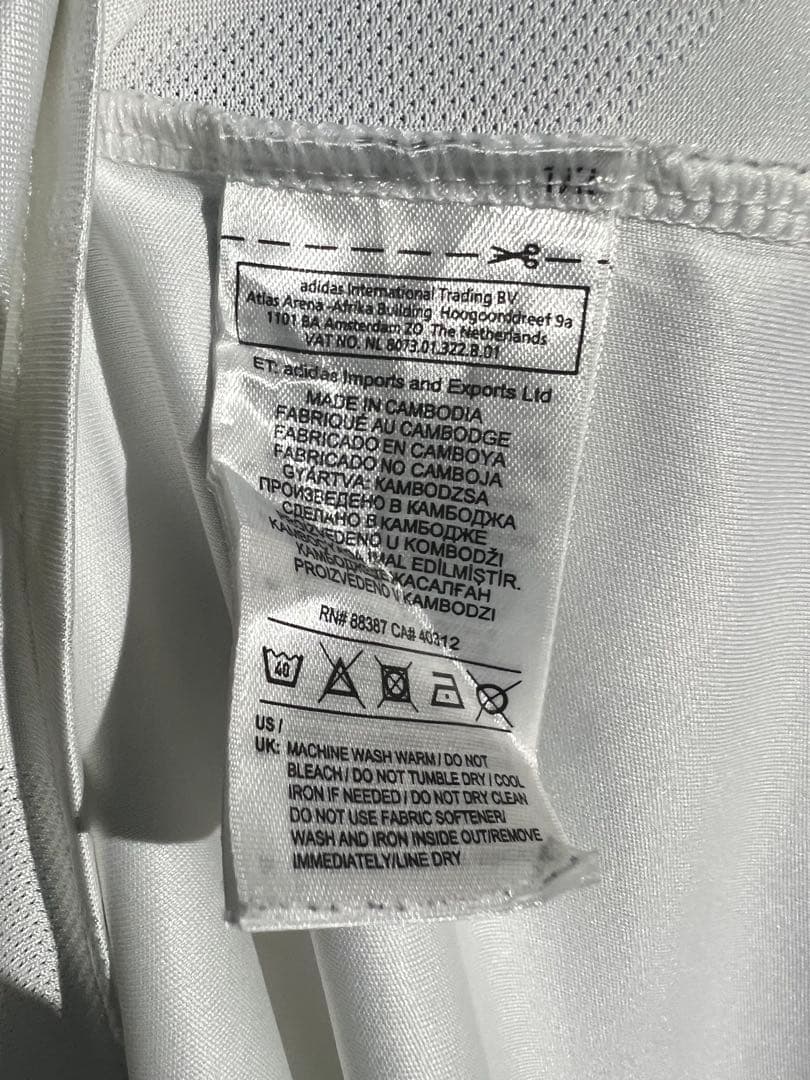 1/2
adidas International Trading BV
Atlas Arena -Afrika Building Hoogoorddreef 9a
1101 BA Amsterdam ZO The Netherlands
VAT NO. NL 8073.01.322.B.01
ET: adidas Imports and Exports Ltd
MADE IN CAMBODIA
FABRIQUÉ AU CAMBODGE
FABRICADO EN CAMBOYA
FABRICADO NO CAMBOJA
GYÁRTVA: KAMBODZSA
ПРОИЗВЕДЕНО В КАМБОДЖА
СДЕЛАНО В КАМБОДЖЕ
PROIZVEDENO U KOMBODŽI
IMAL EDİLMİŞTİR.
ЖАСАЛҒАН
PROIZVEDENO V KAMBODZI
RN# 88387 CA# 40312
40
US /
UK: MACHINE WASH WARM / DO NOT
BLEACH / DO NOT TUMBLE DRY / COOL
IRON IF NEEDED / DO NOT DRY CLEAN
DO NOT USE FABRIC SOFTENER/
WASH AND IRON INSIDE OUT/REMOVE
IMMEDIATELY/LINE DRY